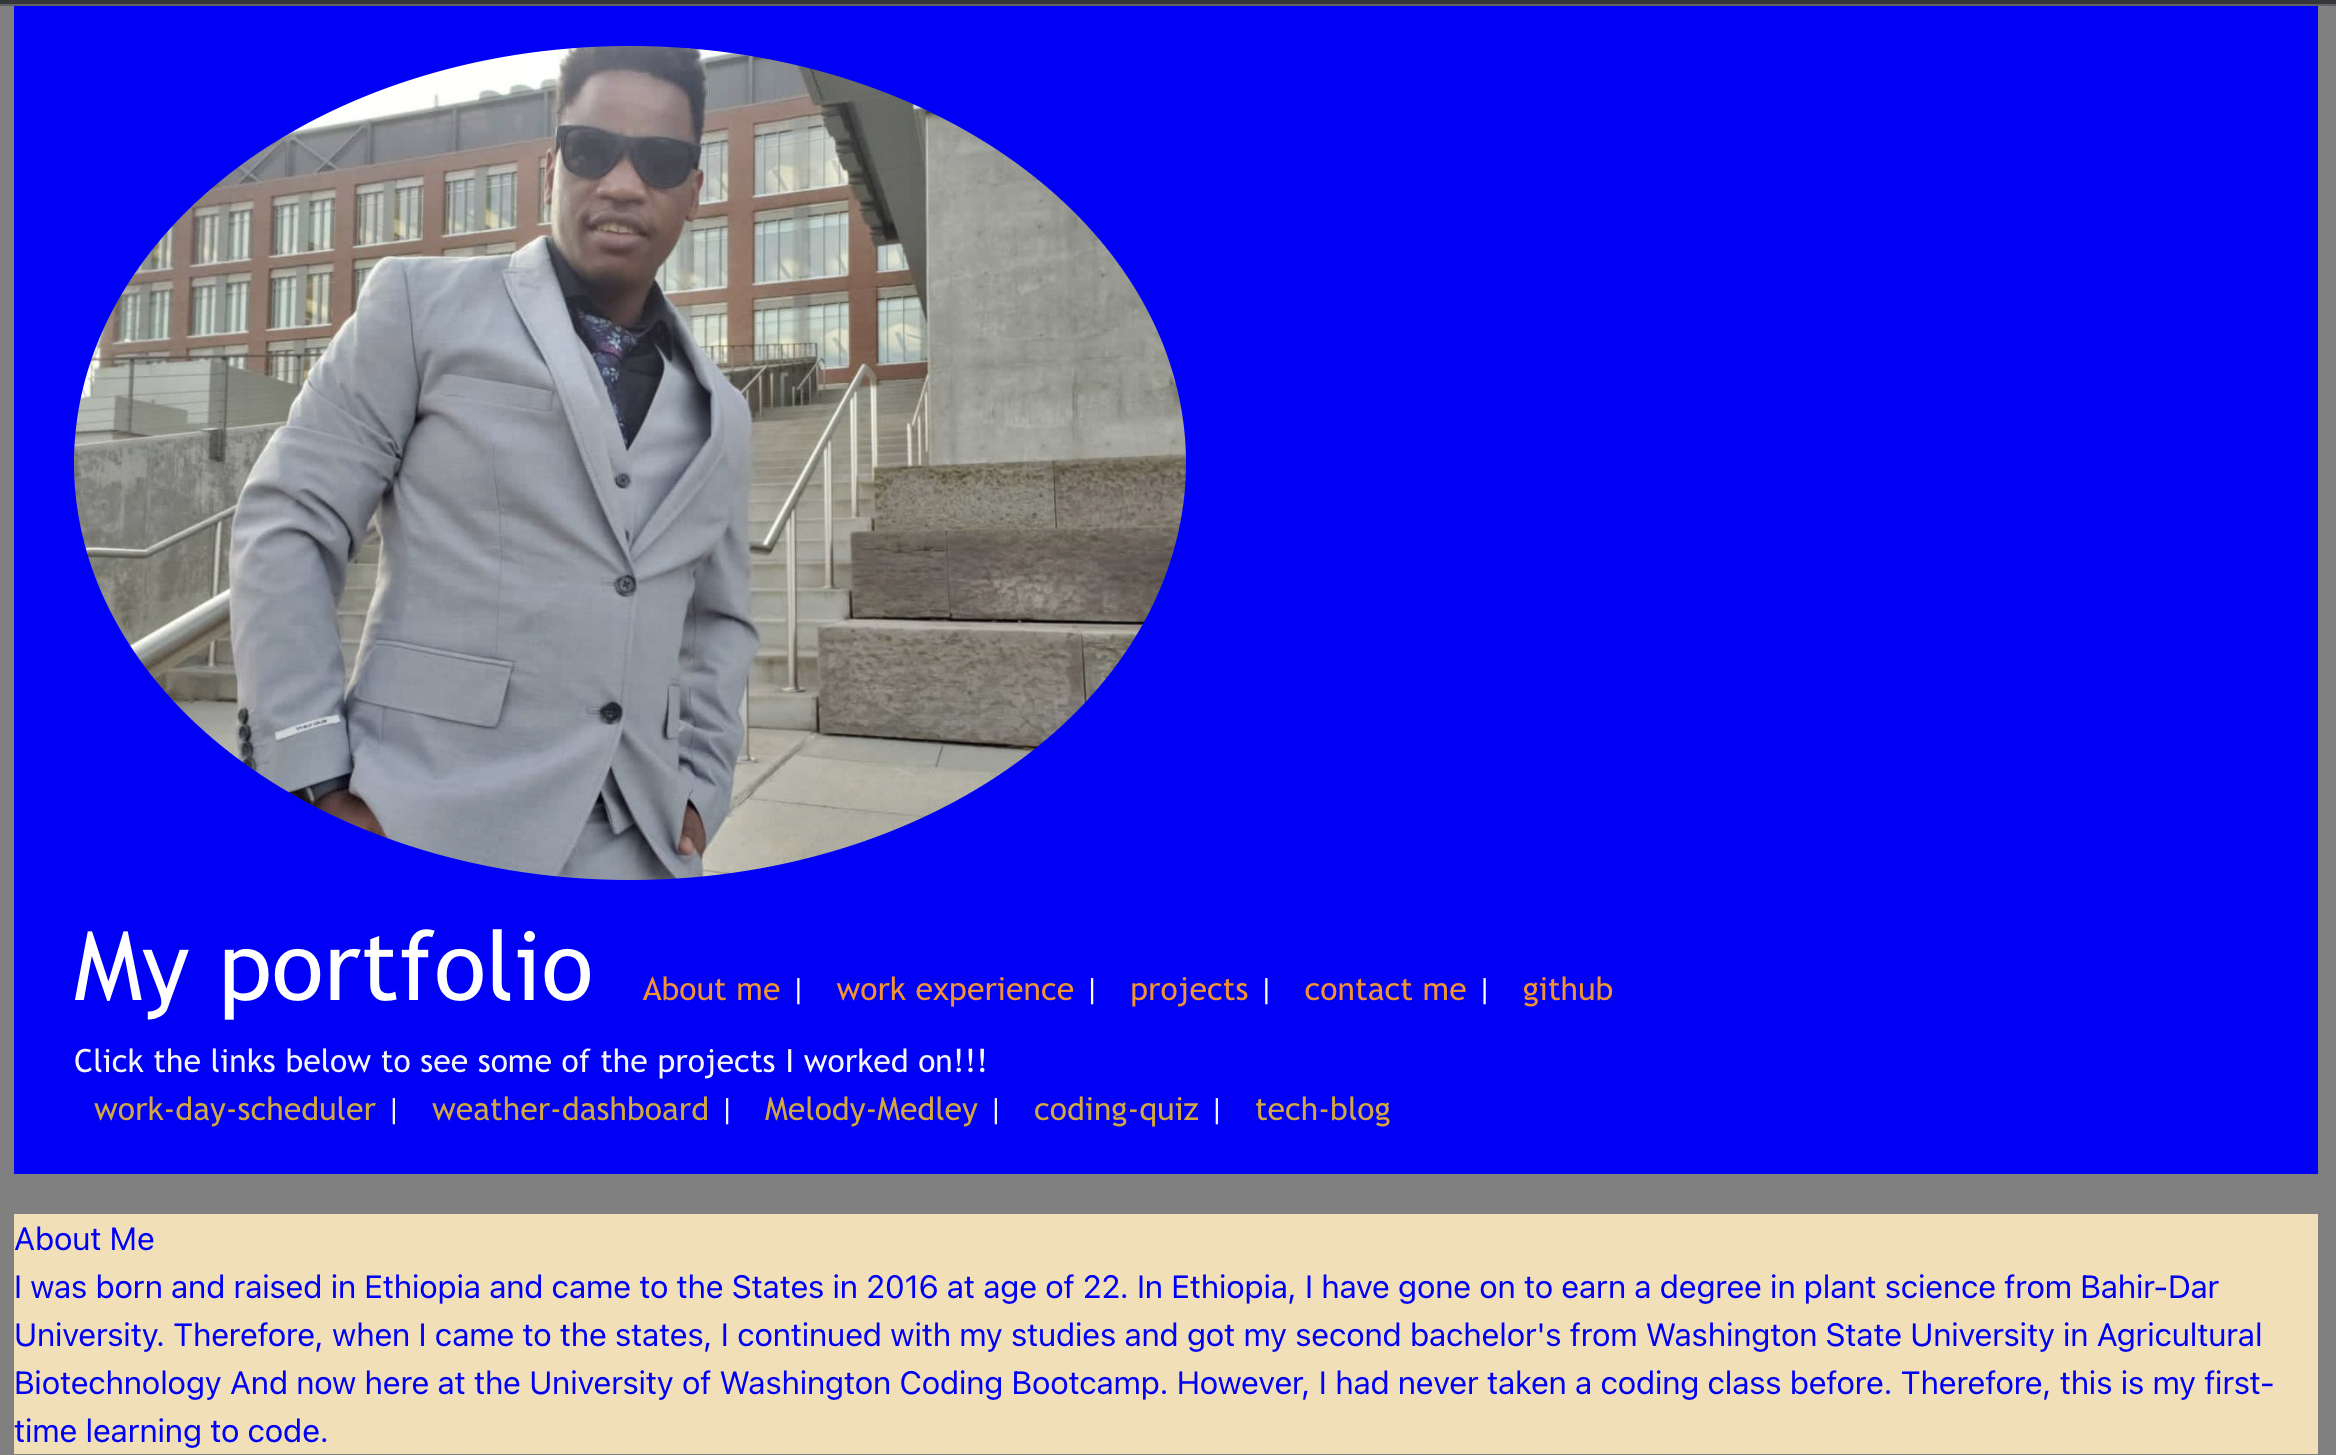 My portfolio About me | work experience | projects | contact me | github
Click the links below to see some of the projects I worked on!!!
work-day-scheduler | weather-dashboard | Melody-Medley | coding-quiz | tech-blog
About Me
I was born and raised in Ethiopia and came to the States in 2016 at age of 22. In Ethiopia, I have gone on to earn a degree in plant science from Bahir-Dar
University. Therefore, when I came to the states, I continued with my studies and got my second bachelor's from Washington State University in Agricultural
Biotechnology And now here at the University of Washington Coding Bootcamp. However, I had never taken a coding class before. Therefore, this is my first-
time learning to code.